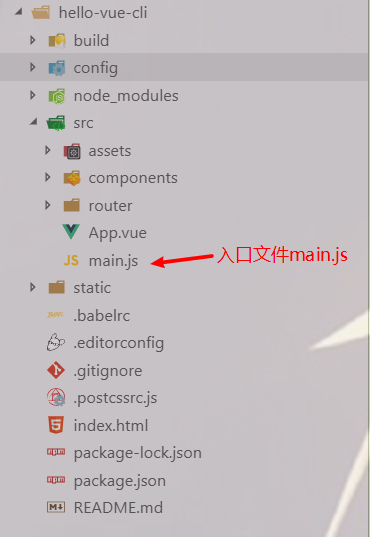 hello-vue-cli
build
config
node_modules
src
assets
components
router
App.vue
JS main.js
入口文件main.js
static
.babelrc
.editorconfig
.gitignore
.postcssrc.js
index.html
package-lock.json
package.json
README.md